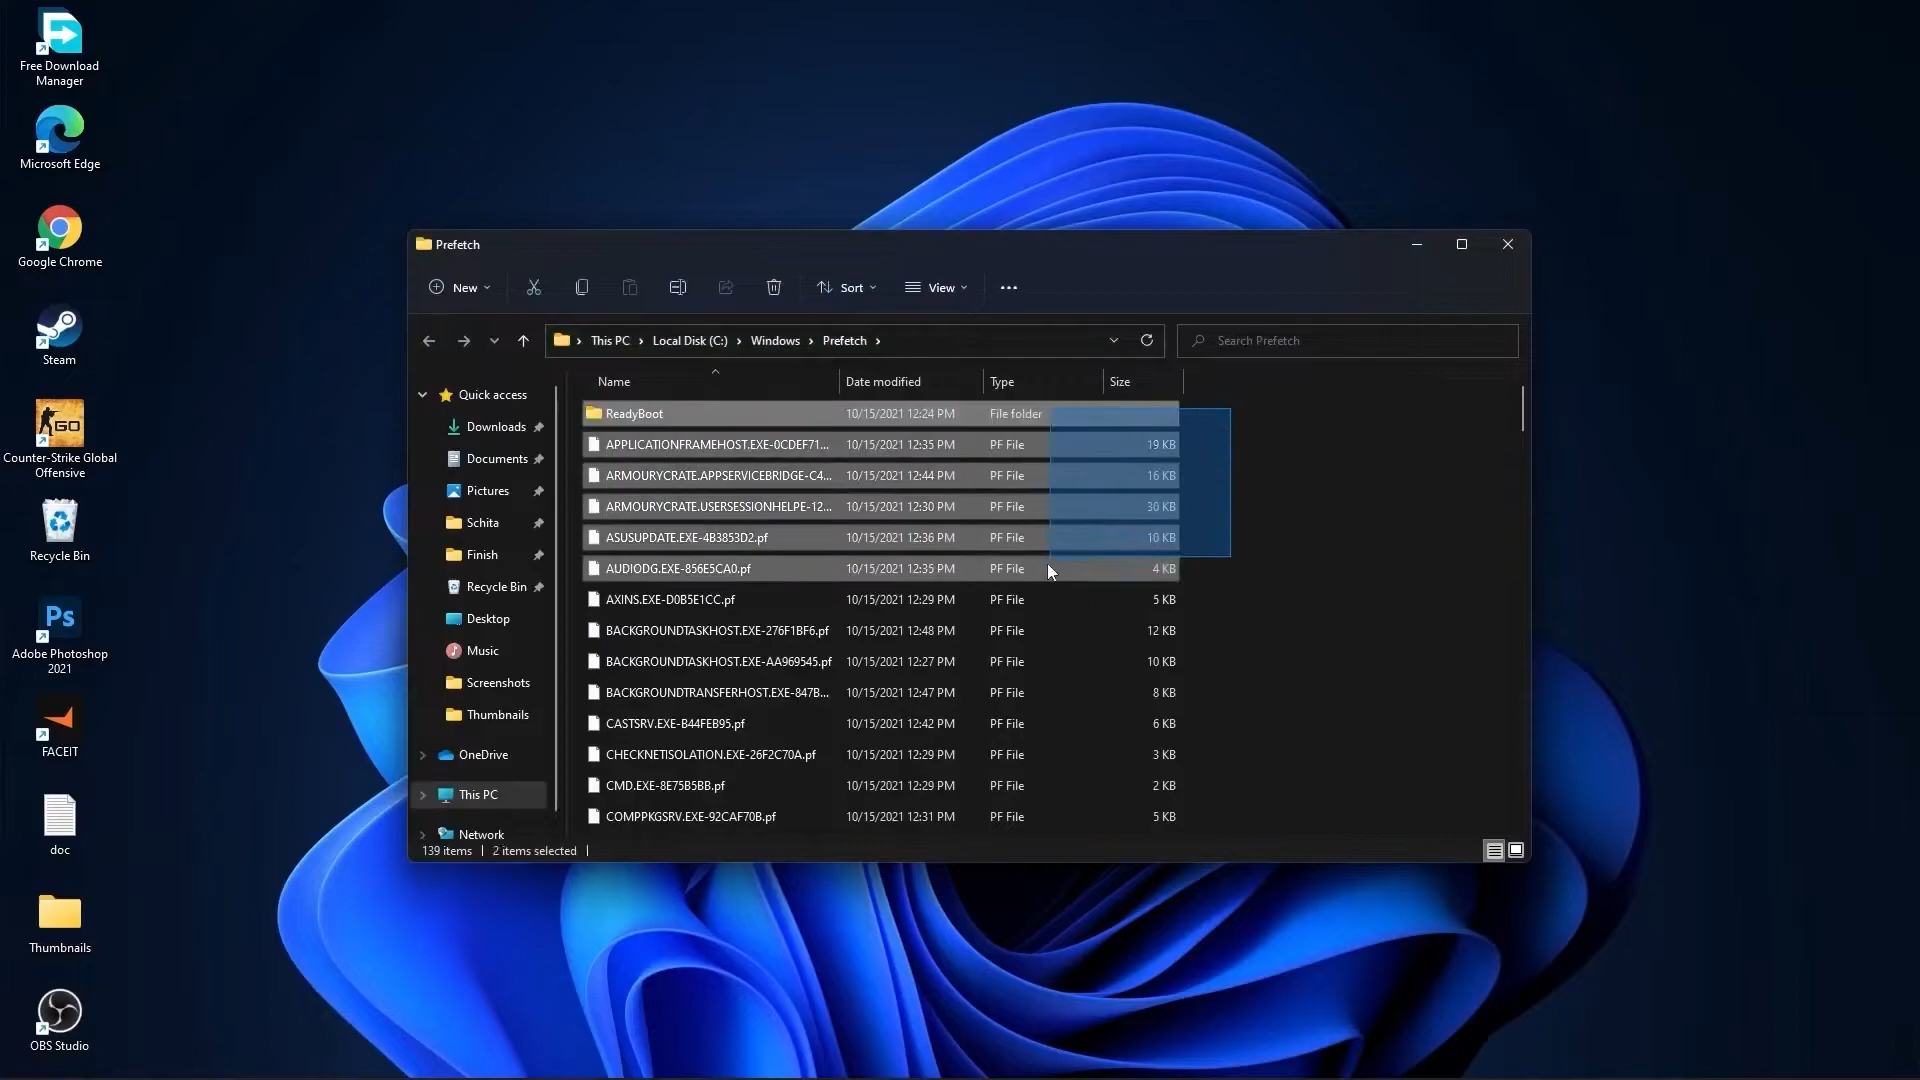 Free Download
Manager
Microsoft Edge
Google Chrome
Steam
GO
Counter-Strike Global
Offensive
Recycle Bin
Ps
Adobe Photoshop
2021
FACEIT
doc
Thumbnails
OBS Studio
Prefetch
New
Sort
View
This PC
Local Disk (C:)
Windows
Prefetch
Search Prefetch
Quick access
Downloads
Documents
Pictures
Schita
Finish
Recycle Bin
Desktop
Music
Screenshots
Thumbnails
OneDrive
This PC
Network
Name Date modified Type Size
ReadyBoot 10/15/2021 12:24 PM File folder
APPLICATIONFRAMEHOST.EXE-0CDEF71... 10/15/2021 12:35 PM PF File 19 KB
ARMOURYCRATE.APPSERVICEBRIDGE-C4... 10/15/2021 12:44 PM PF File 16 KB
ARMOURYCRATE.USERSESSIONHELPE-12... 10/15/2021 12:30 PM PF File 30 KB
ASUSUPDATE.EXE-4B3853D2.pf 10/15/2021 12:36 PM PF File 10 KB
AUDIODG.EXE-856E5CA0.pf 10/15/2021 12:35 PM PF File 4 KB
AXINS.EXE-D0B5E1CC.pf 10/15/2021 12:29 PM PF File 5 KB
BACKGROUNDTASKHOST.EXE-276F1BF6.pf 10/15/2021 12:48 PM PF File 12 KB
BACKGROUNDTASKHOST.EXE-AA969545.pf 10/15/2021 12:27 PM PF File 10 KB
BACKGROUNDTRANSFERHOST.EXE-847B... 10/15/2021 12:47 PM PF File 8 KB
CASTSRV.EXE-B44FEB95.pf 10/15/2021 12:42 PM PF File 6 KB
CHECKNETISOLATION.EXE-26F2C70A.pf 10/15/2021 12:29 PM PF File 3 KB
CMD.EXE-8E75B5BB.pf 10/15/2021 12:29 PM PF File 2 KB
COMPPKGSRV.EXE-92CAF70B.pf 10/15/2021 12:31 PM PF File 5 KB
139 items | 2 items selected |